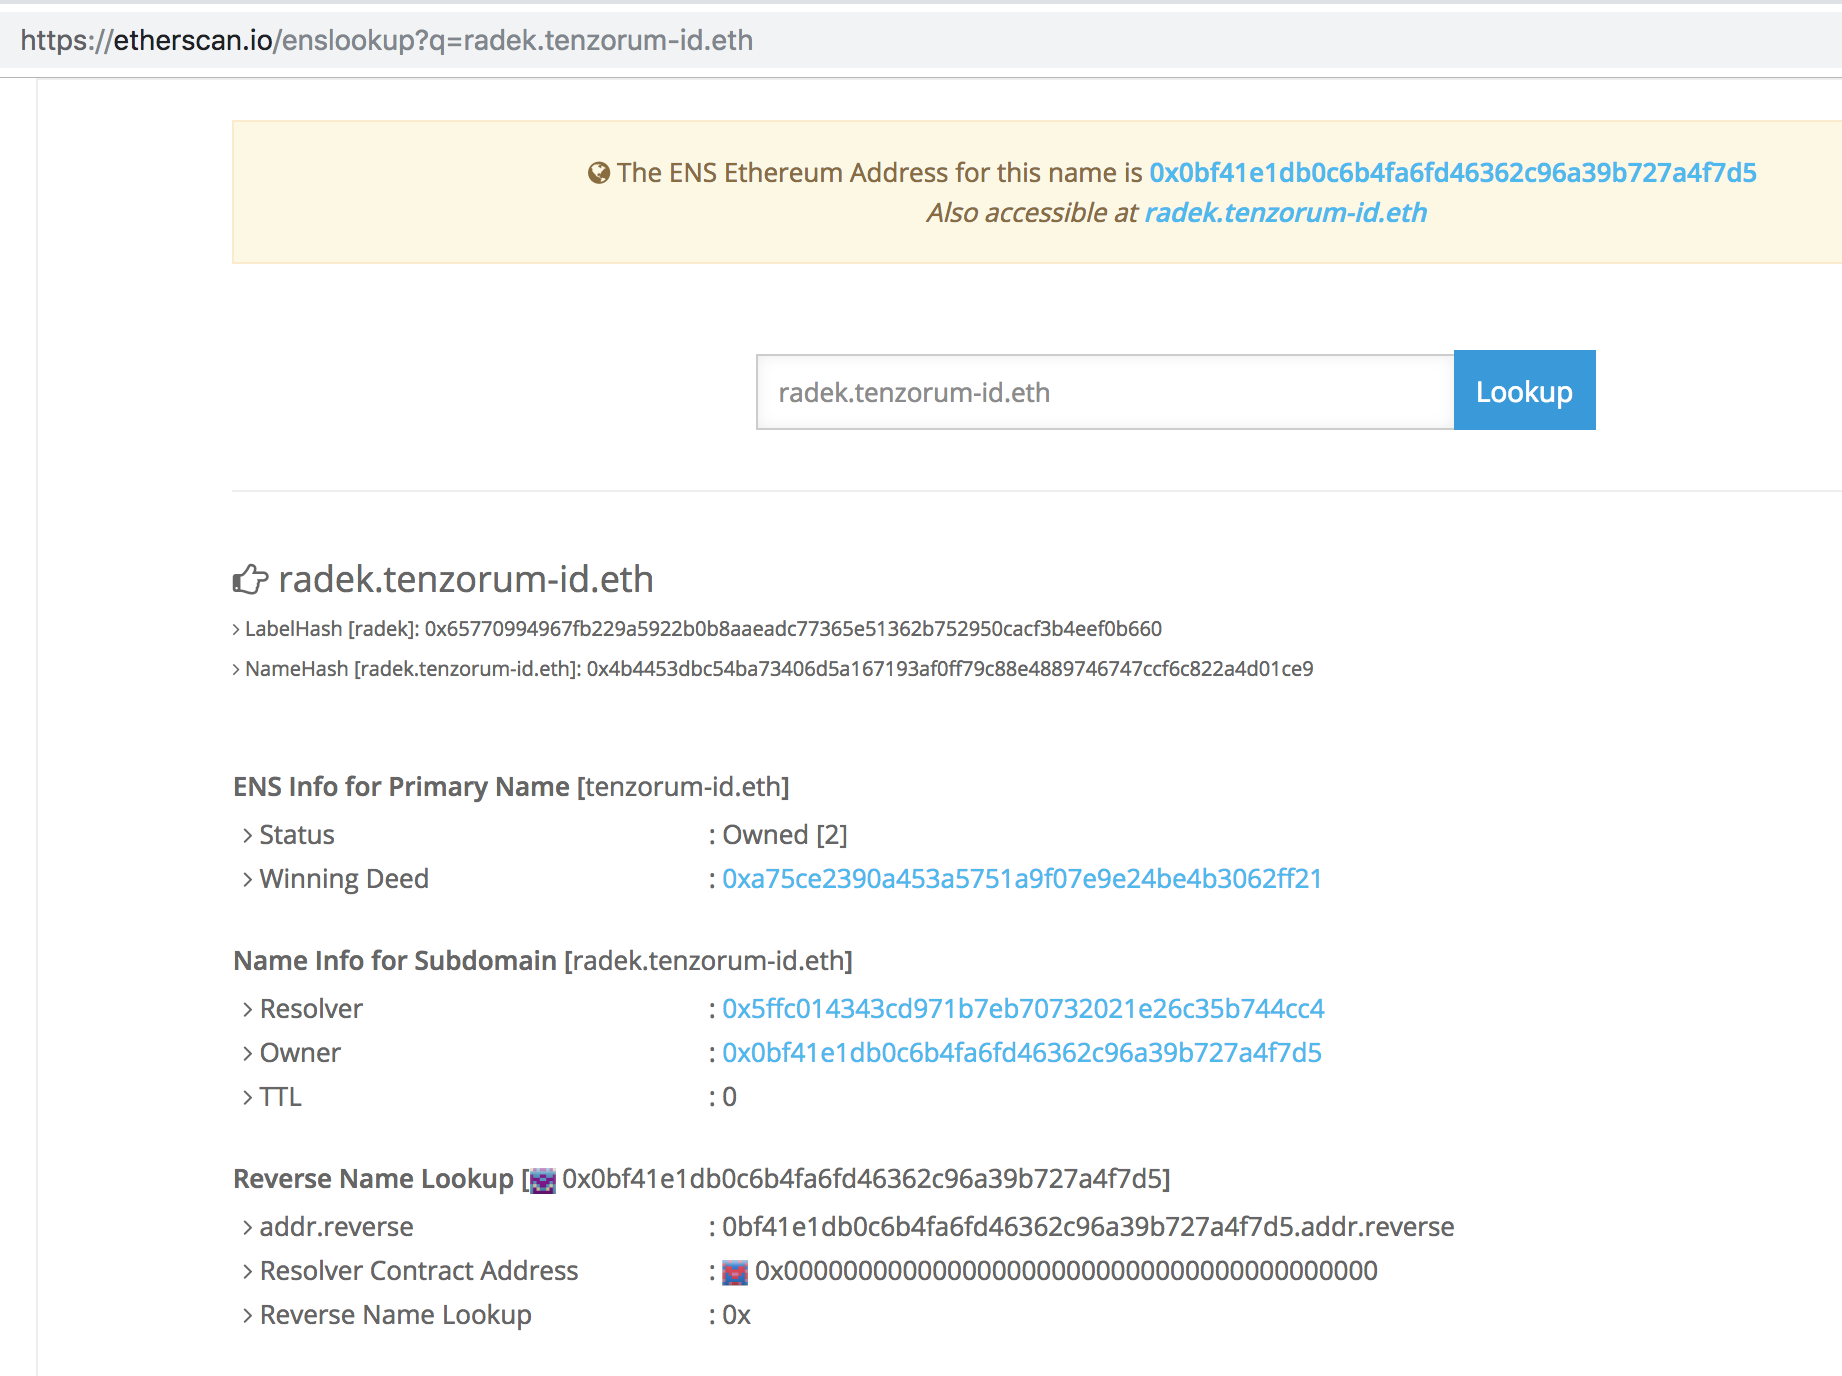 https://etherscan.io/enslookup?q=radek.tenzorum-id.eth
The ENS Ethereum Address for this name is 0x0bf41e1db0c6b4fa6fd46362c96a39b727a4f7d5
Also accessible at radek.tenzorum-id.eth
radek.tenzorum-id.eth Lookup
radek.tenzorum-id.eth
> LabelHash [radek]: 0x65770994967fb229a5922b0b8aaeadc77365e51362b752950cacf3b4eef0b660
> NameHash [radek.tenzorum-id.eth]: 0x4b4453dbc54ba73406d5a167193af0ff79c88e4889746747ccf6c822a4d01ce9
ENS Info for Primary Name [tenzorum-id.eth]
> Status : Owned [2]
> Winning Deed : 0xa75ce2390a453a5751a9f07e9e24be4b3062ff21
Name Info for Subdomain [radek.tenzorum-id.eth]
> Resolver : 0x5ffc014343cd971b7eb70732021e26c35b744cc4
> Owner : 0x0bf41e1db0c6b4fa6fd46362c96a39b727a4f7d5
> TTL : 0
Reverse Name Lookup [0x0bf41e1db0c6b4fa6fd46362c96a39b727a4f7d5]
> addr.reverse : 0bf41e1db0c6b4fa6fd46362c96a39b727a4f7d5.addr.reverse
> Resolver Contract Address : 0x0000000000000000000000000000000000000000
> Reverse Name Lookup : 0x